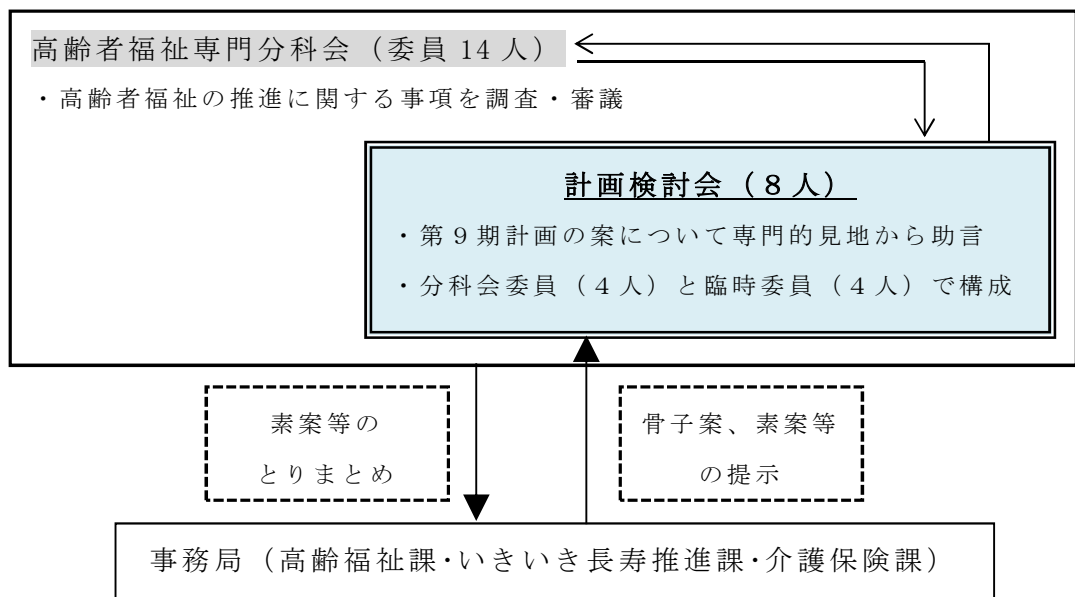 高齢者福祉専門分科会（委員 14 人）
・高齢者福祉の推進に関する事項を調査・審議
計画検討会（８人）
・第９期計画の案について専門的見地から助言
・分科会委員（４人）と臨時委員（４人）で構成
素案等の
とりまとめ
骨子案、素案等
の提示
事務局（高齢福祉課･いきいき長寿推進課･介護保険課）